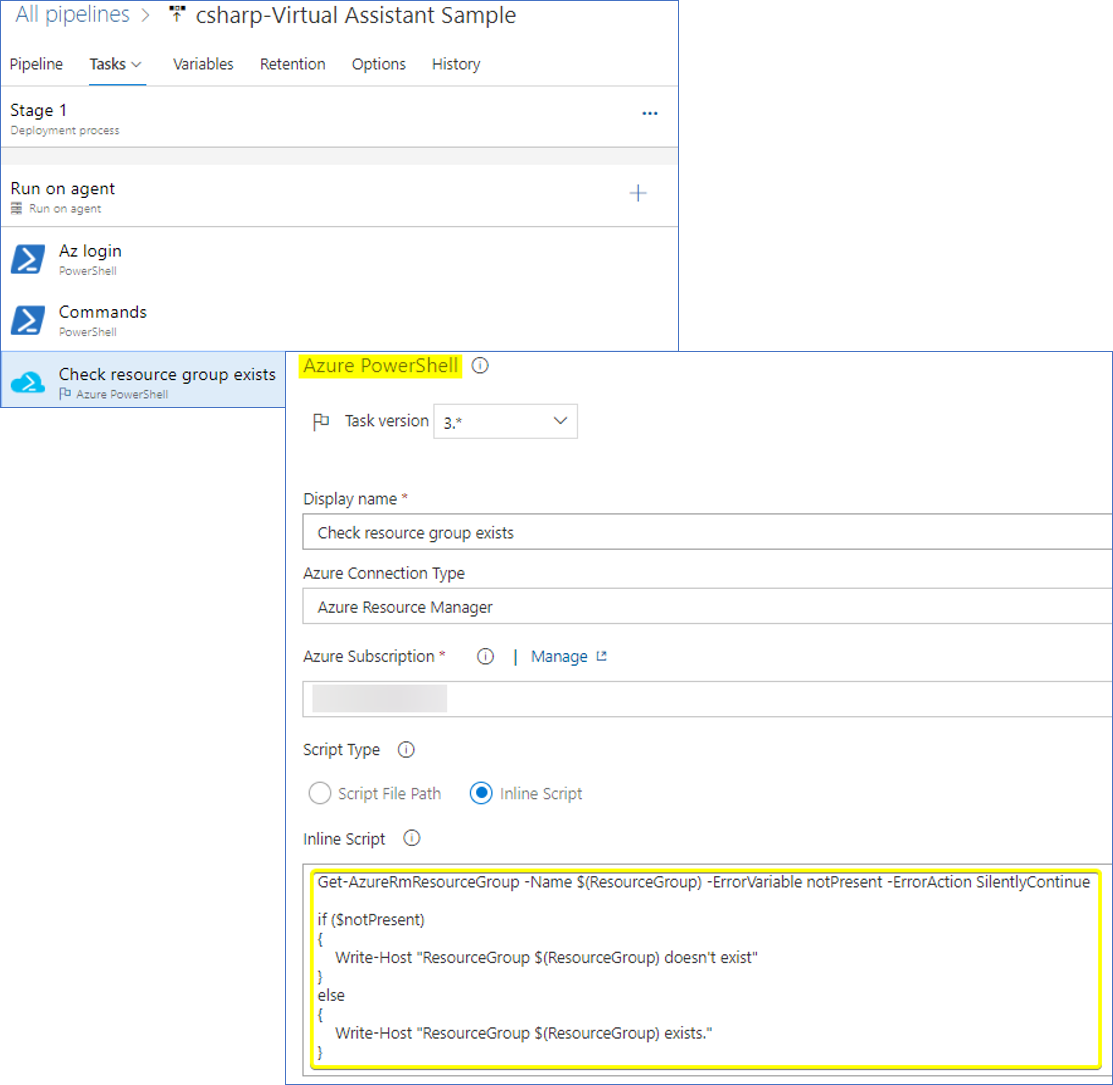 All pipelines > csharp-Virtual Assistant Sample
Pipeline Tasks Variables Retention Options History
Stage 1
Deployment process
Run on agent
Run on agent
Az login
PowerShell
Commands
PowerShell
Check resource group exists
Azure PowerShell
Azure PowerShell
Task version 3.*
Display name *
Check resource group exists
Azure Connection Type
Azure Resource Manager
Azure Subscription * | Manage
Script Type
Script File Path Inline Script
Inline Script
Get-AzureRmResourceGroup -Name $(ResourceGroup) -ErrorVariable notPresent -ErrorAction SilentlyContinue
if ($notPresent)
{
Write-Host "ResourceGroup $(ResourceGroup) doesn't exist"
}
else
{
Write-Host "ResourceGroup $(ResourceGroup) exists."
}